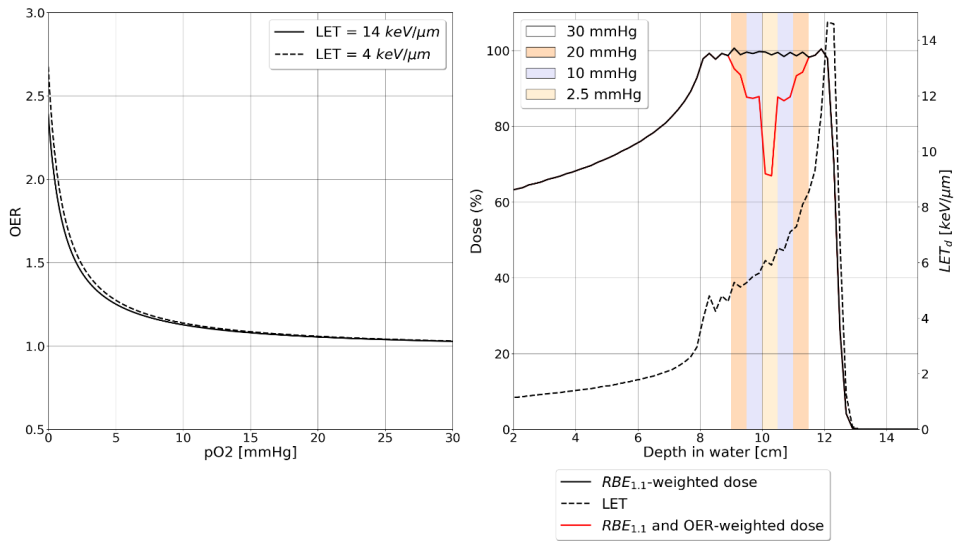 3.0
2.5
2.0
1.5
1.0
0.5
OER
0
5
10
15
20
25
30
pO2 [mmHg]
LET = 14 keV/μm
LET = 4 keV/μm
100
80
60
40
20
0
Dose (%)
30 mmHg
20 mmHg
10 mmHg
2.5 mmHg
14
12
10
8
6
4
2
0
LET_d [keV/μm]
2
4
6
8
10
12
14
Depth in water [cm]
RBE_1.1-weighted dose
LET
RBE_1.1 and OER-weighted dose